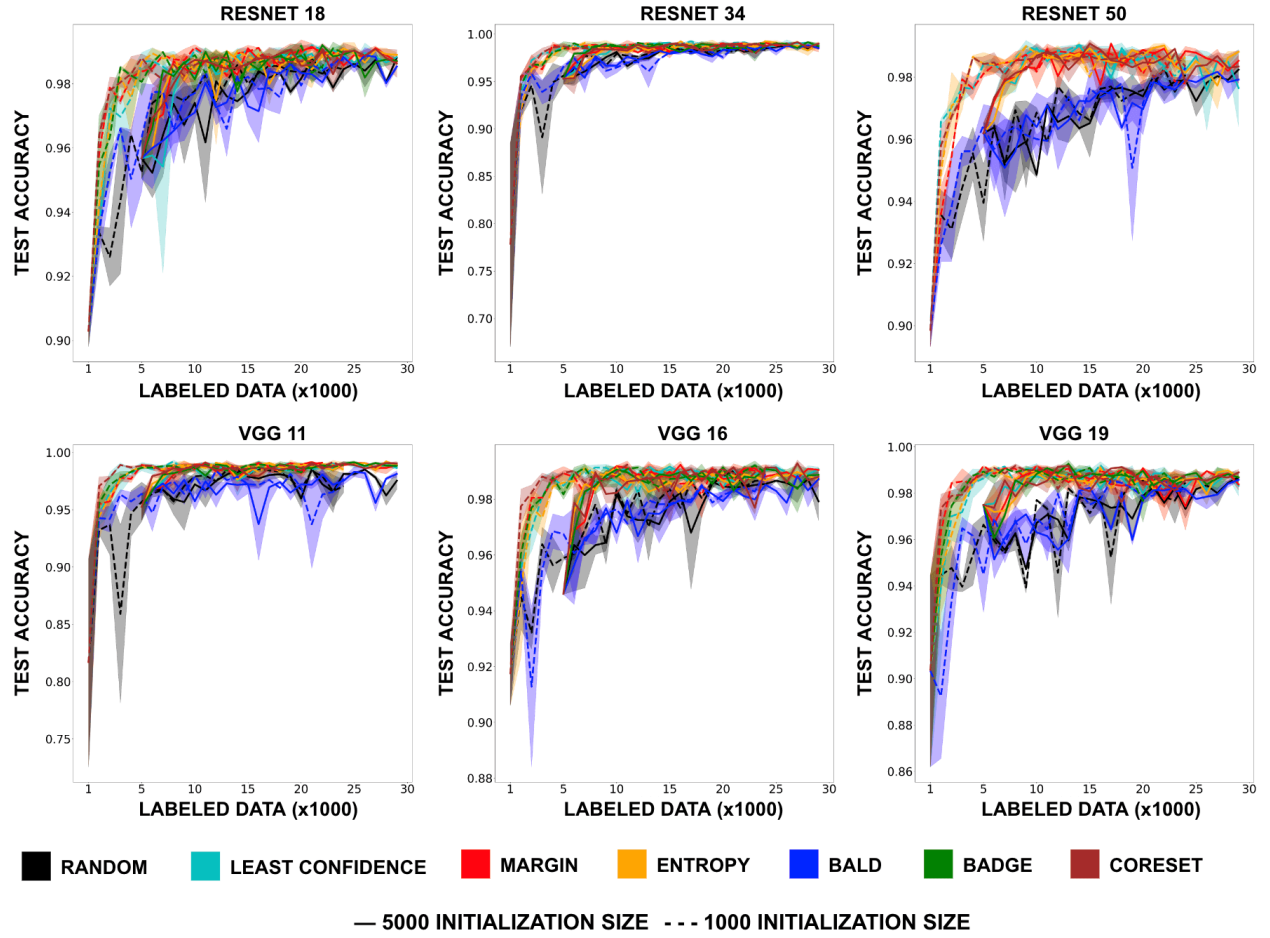 RESNET 18
RESNET 34
RESNET 50
TEST ACCURACY
0.98
0.96
0.94
0.92
0.90
1 5 10 15 20 25 30
LABELED DATA (x1000)
TEST ACCURACY
1.00
0.95
0.90
0.85
0.80
0.75
0.70
1 5 10 15 20 25 30
LABELED DATA (x1000)
TEST ACCURACY
0.98
0.96
0.94
0.92
0.90
1 5 10 15 20 25 30
LABELED DATA (x1000)
VGG 11
VGG 16
VGG 19
TEST ACCURACY
1.00
0.95
0.90
0.85
0.80
0.75
1 5 10 15 20 25 30
LABELED DATA (x1000)
TEST ACCURACY
0.98
0.96
0.94
0.92
0.90
0.88
1 5 10 15 20 25 30
LABELED DATA (x1000)
TEST ACCURACY
1.00
0.98
0.96
0.94
0.92
0.90
0.88
0.86
1 5 10 15 20 25 30
LABELED DATA (x1000)
RANDOM LEAST CONFIDENCE MARGIN ENTROPY BALD BADGE CORESET
— 5000 INITIALIZATION SIZE - - - 1000 INITIALIZATION SIZE